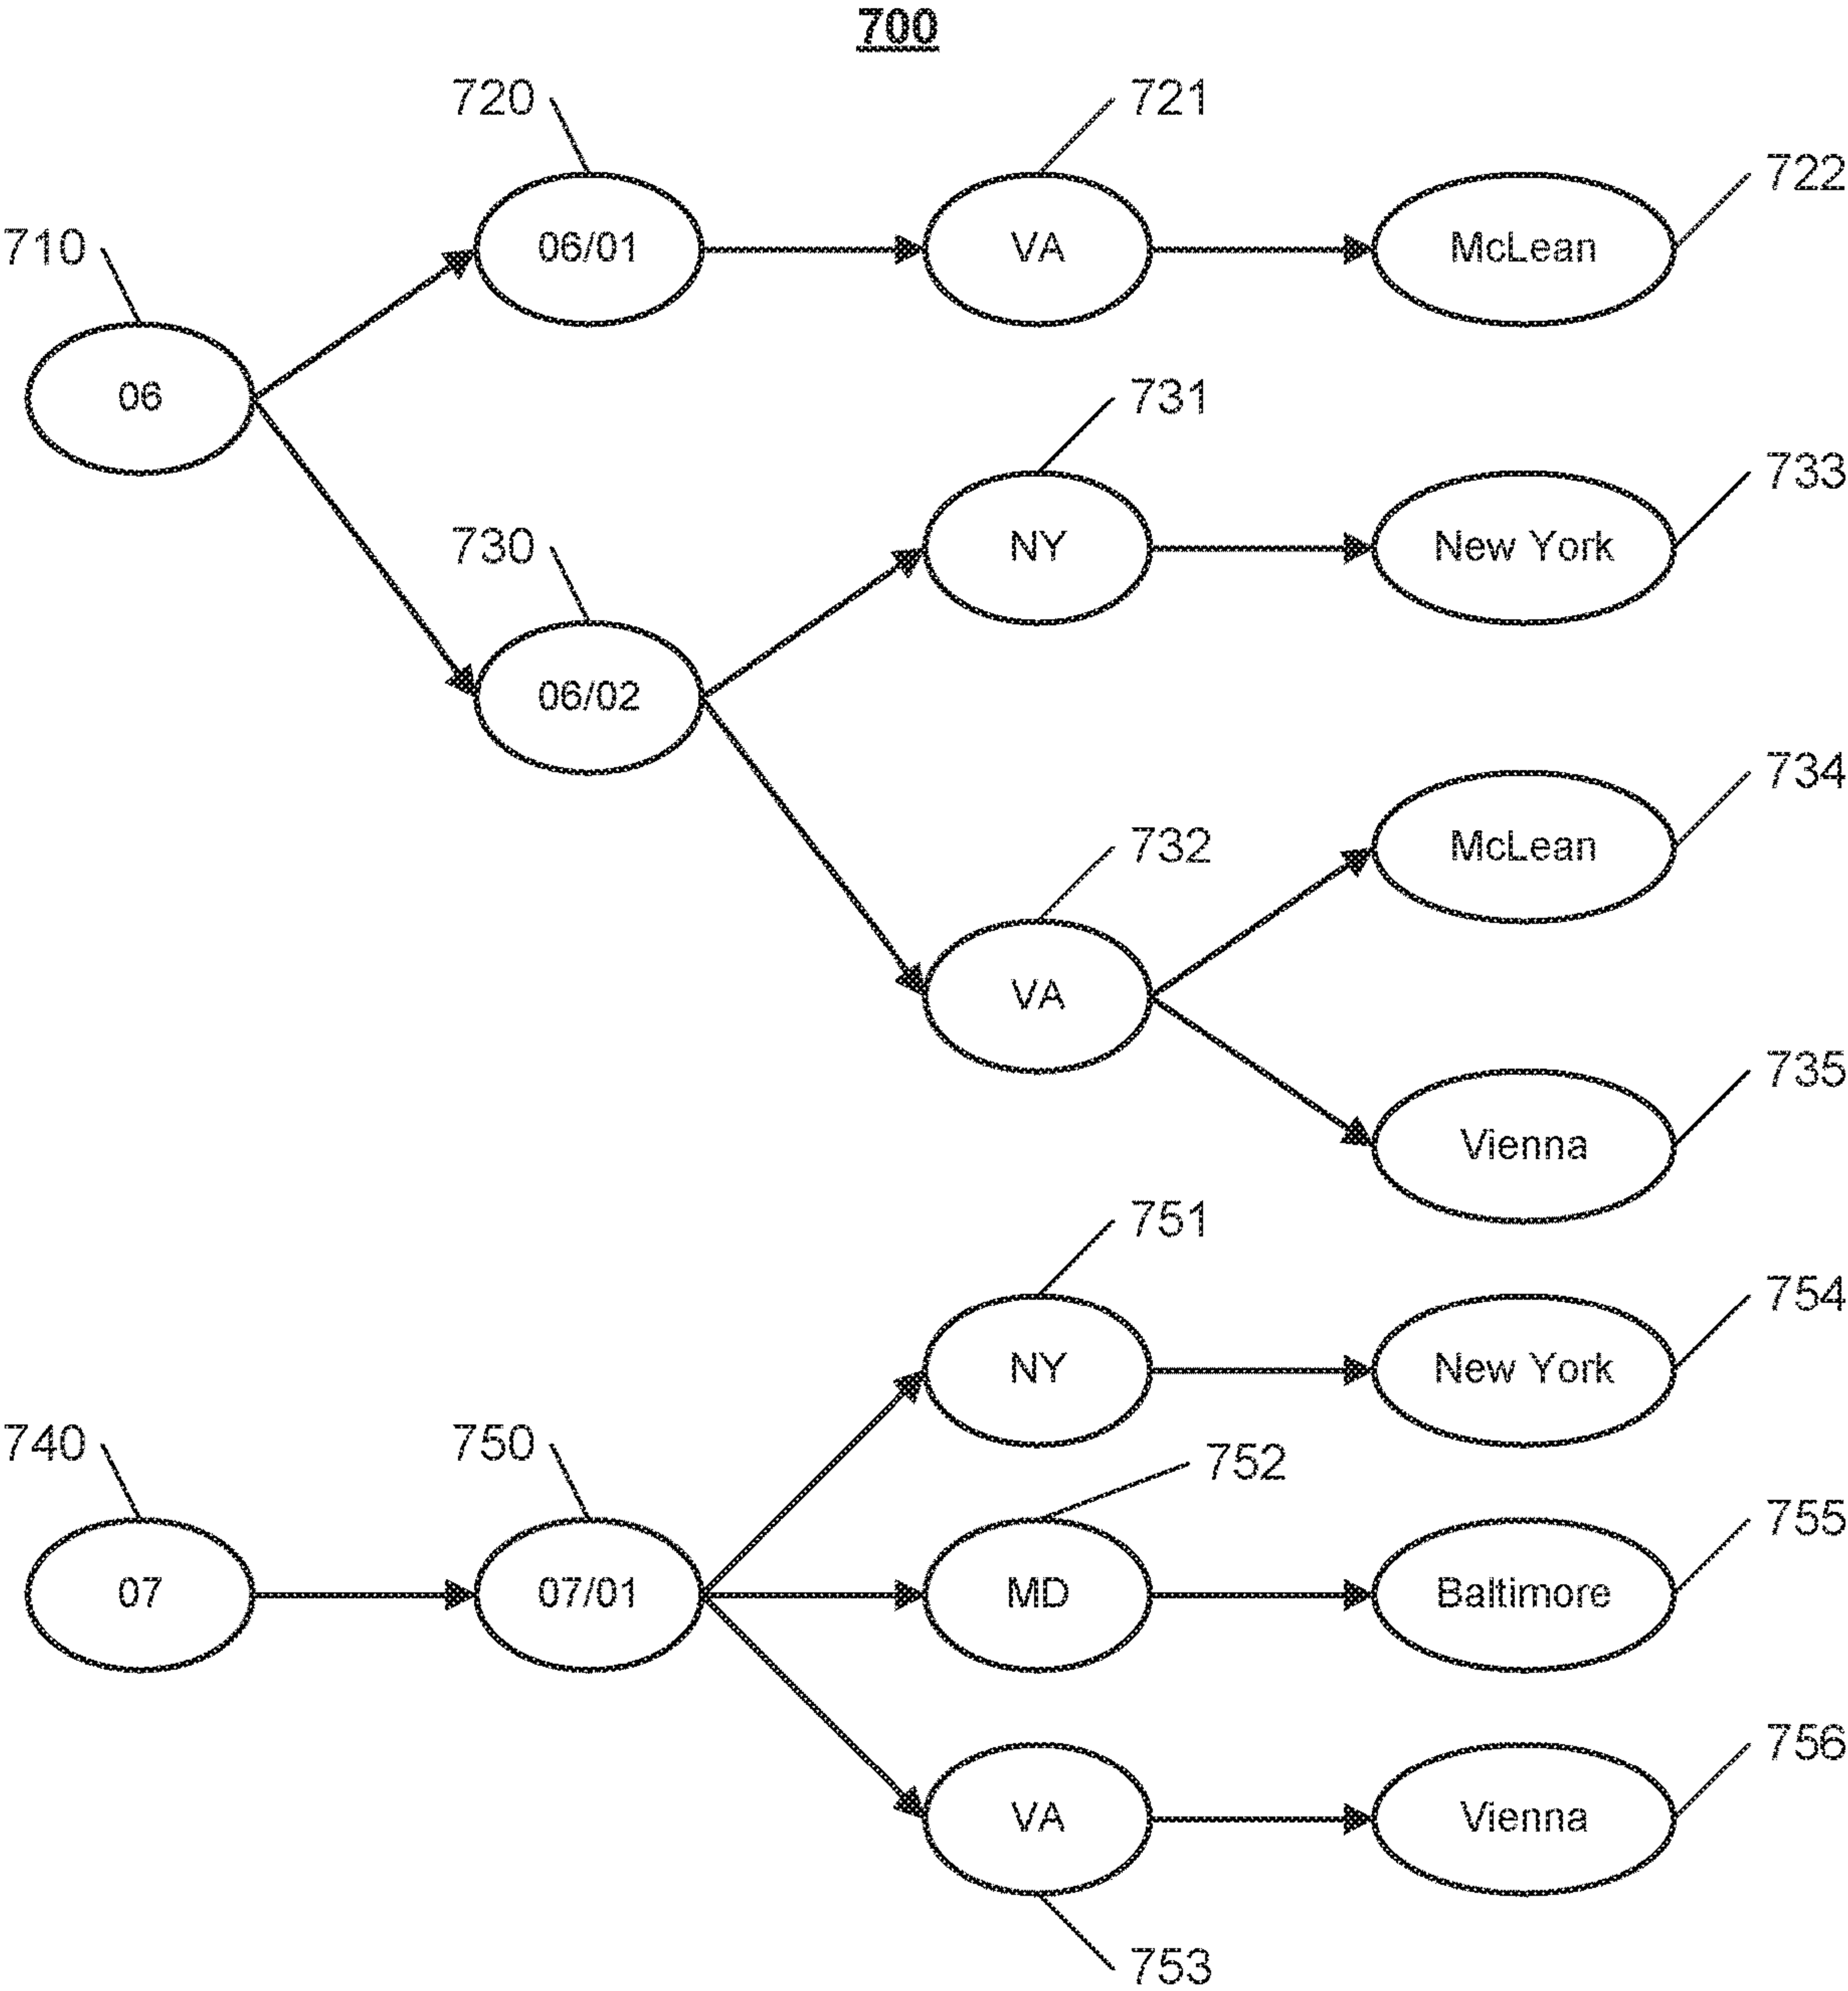 700
720
721
722
710
06/01
VA
McLean
06
731
733
730
NY
New York
06/02
734
732
McLean
VA
735
Vienna
751
754
NY
New York
740
750
752
755
07
07/01
MD
Baltimore
756
VA
Vienna
753